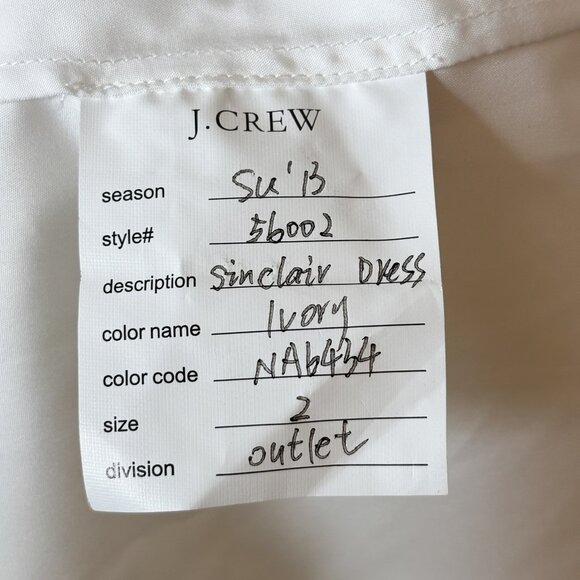 J.CREW
season Su'13
style# 56002
description Sinclair Dress
color name Ivory
color code NA6434
size 2
division outlet